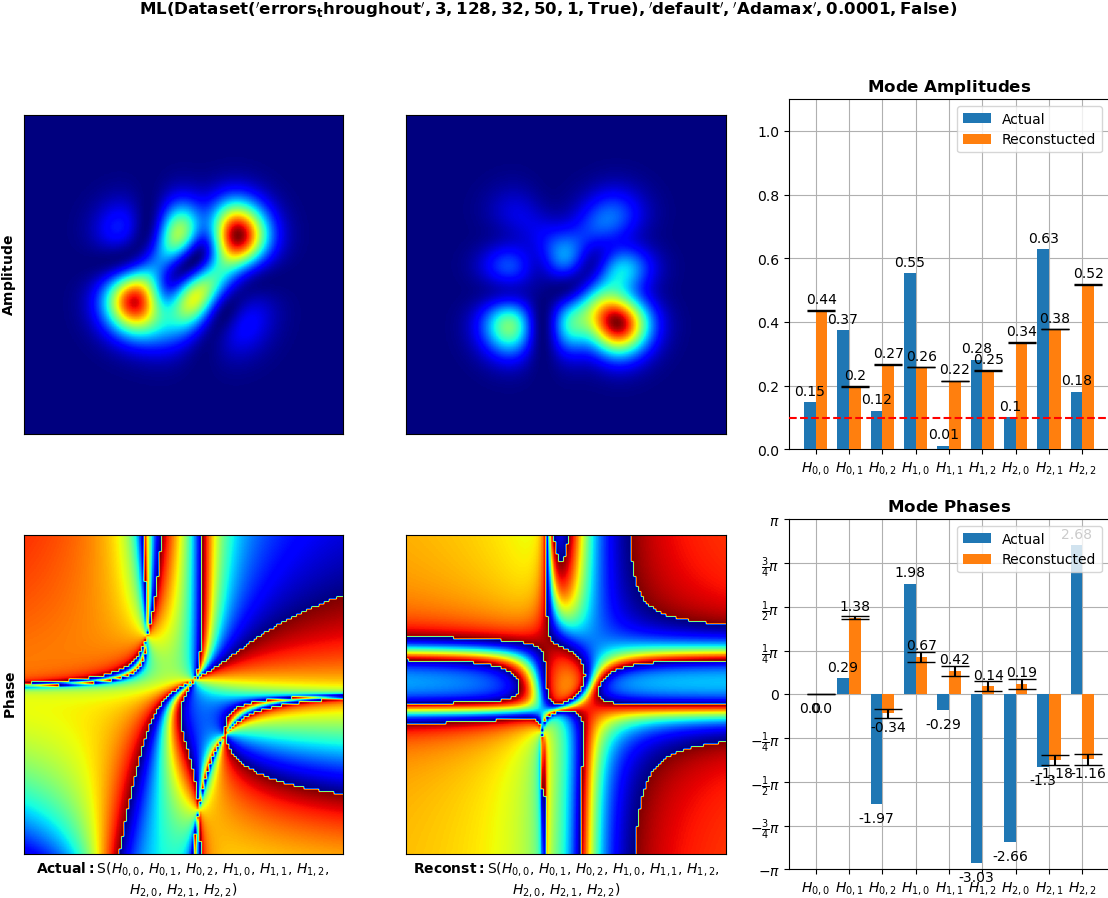 ML(Dataset('errors_throughout', 3, 128, 32, 50, 1, True), 'default', 'Adamax', 0.0001, False)
Amplitude
Mode Amplitudes
Actual
Reconstucted
1.0
0.8
0.6
0.4
0.2
0.0
0.15
0.44
0.37
0.2
0.12
0.27
0.55
0.26
0.01
0.22
0.28
0.25
0.1
0.34
0.63
0.38
0.18
0.52
H0,0 H0,1 H0,2 H1,0 H1,1 H1,2 H2,0 H2,1 H2,2
Phase
Actual: S(H0,0, H0,1, H0,2, H1,0, H1,1, H1,2,
H2,0, H2,1, H2,2)
Reconst: S(H0,0, H0,1, H0,2, H1,0, H1,1, H1,2,
H2,0, H2,1, H2,2)
Mode Phases
Actual
Reconstucted
π
3/4π
1/2π
1/4π
0
−1/4π
−1/2π
−3/4π
−π
0.0
0.0
0.29
1.38
-1.97
-0.34
1.98
0.67
-0.29
0.42
-3.03
0.14
-2.66
0.19
-1.3
-1.18
2.68
-1.16
H0,0 H0,1 H0,2 H1,0 H1,1 H1,2 H2,0 H2,1 H2,2